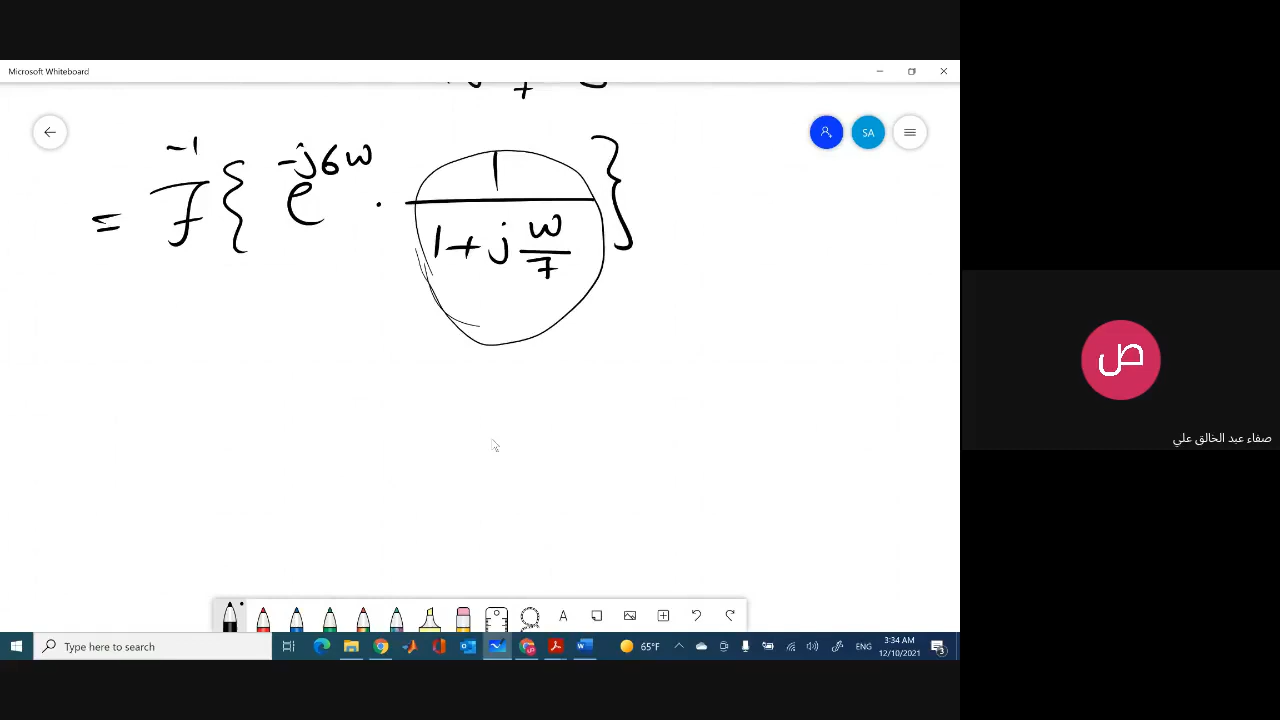 Microsoft Whiteboard
SA
= F⁻¹{ e^(-j6w) · 1/(1+j w/7) }
ص
صفاء عبد الخالق علي
A
Type here to search
65°F
ENG
3:34 AM
12/10/2021
3